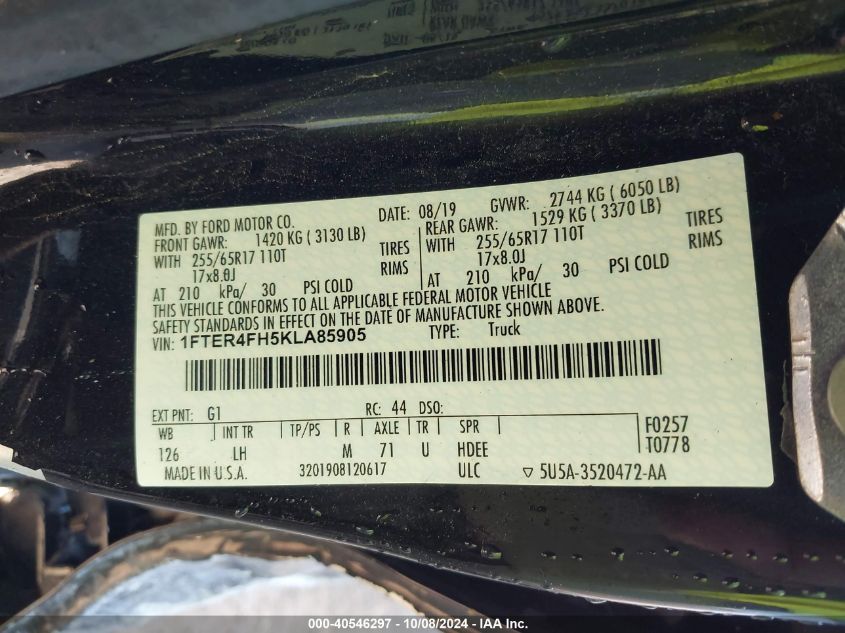 MFD. BY FORD MOTOR CO.
DATE: 08/19 GVWR: 2744 KG ( 6050 LB)
FRONT GAWR: 1420 KG ( 3130 LB)
REAR GAWR: 1529 KG ( 3370 LB)
WITH 255/65R17 110T TIRES
WITH 255/65R17 110T TIRES
17x8.0J RIMS
17x8.0J RIMS
AT 210 kPa/ 30 PSI COLD
AT 210 kPa/ 30 PSI COLD
THIS VEHICLE CONFORMS TO ALL APPLICABLE FEDERAL MOTOR VEHICLE
SAFETY STANDARDS IN EFFECT ON THE DATE OF MANUFACTURE SHOWN ABOVE.
VIN: 1FTER4FH5KLA85905 TYPE: Truck
EXT PNT: G1 RC: 44 DSO:
WB INT TR TP/PS R AXLE TR SPR F0257
126 LH M 71 U HDEE T0778
MADE IN U.S.A. 3201908120617 ULC ▽ 5U5A-3520472-AA
000-40546297 - 10/08/2024 - IAA Inc.